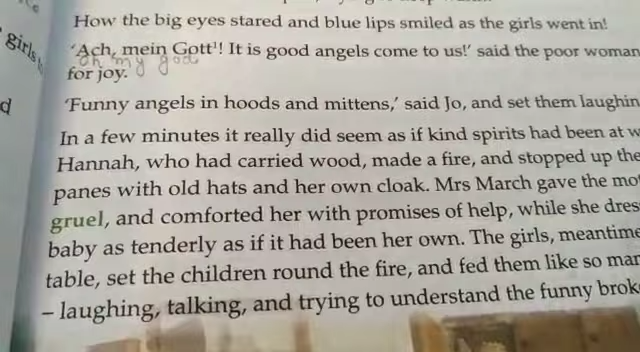 girls
d
How the big eyes stared and blue lips smiled as the girls went in!
'Ach, mein Gott¹! It is good angels come to us!' said the poor woman
oh my god
for joy.
'Funny angels in hoods and mittens,' said Jo, and set them laughin
In a few minutes it really did seem as if kind spirits had been at w
Hannah, who had carried wood, made a fire, and stopped up the
panes with old hats and her own cloak. Mrs March gave the mo
gruel, and comforted her with promises of help, while she dres
baby as tenderly as if it had been her own. The girls, meantime
table, set the children round the fire, and fed them like so man
– laughing, talking, and trying to understand the funny brok